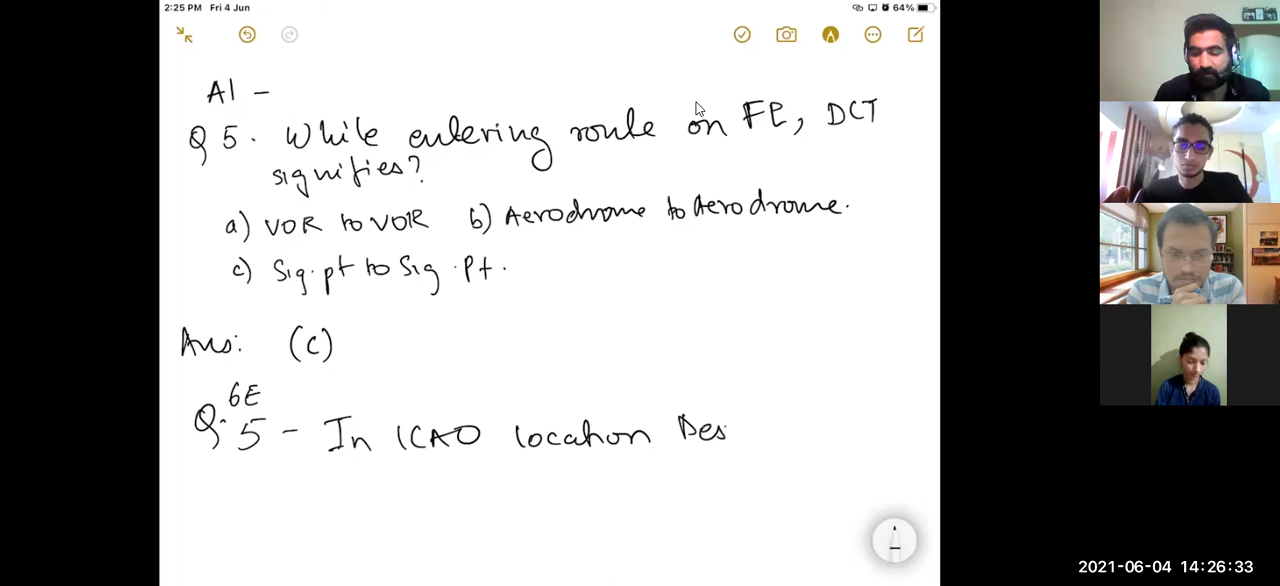 2:25 PM Fri 4 Jun
64%
AI -
Q 5. While entering route on FP, DCT
signifies?
a) VOR to VOR b) Aerodrome to Aerodrome.
c) Sig. pt to Sig. Pt.
Ans: (c)
6E
Q. 5 - In ICAO location Des
2021-06-04 14:26:33